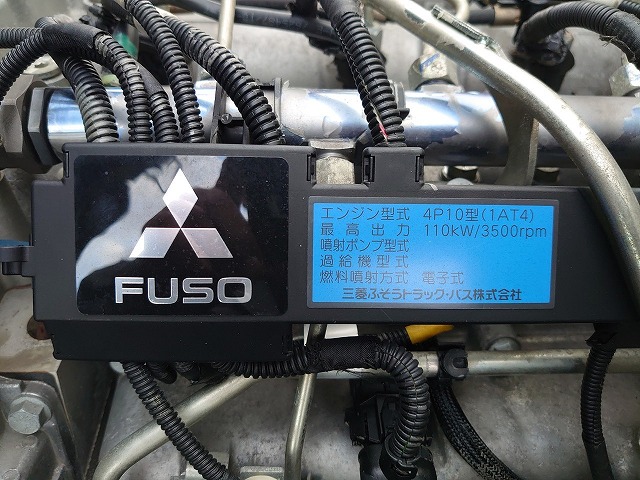 FUSO
エンジン型式 4P10型(1AT4)
最高出力 110kW/3500rpm
噴射ポンプ型式
過給機型式
燃料噴射方式 電子式
三菱ふそうトラック・バス株式会社